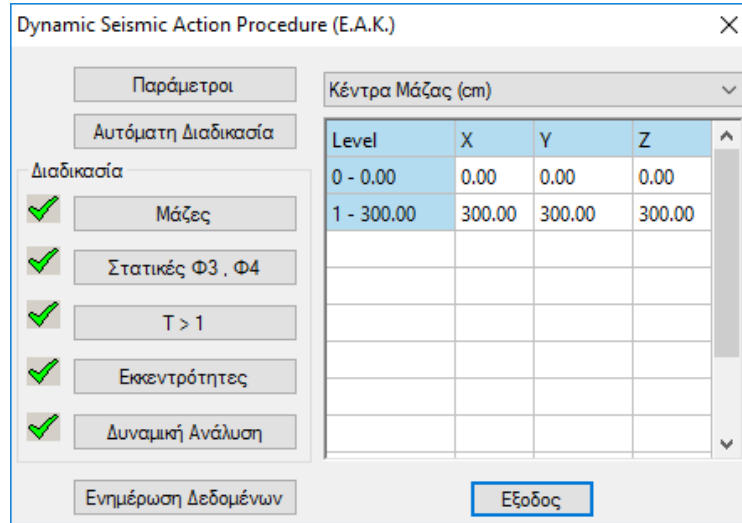 Dynamic Seismic Action Procedure (E.A.K.)
Παράμετροι
Αυτόματη Διαδικασία
Διαδικασία
Μάζες
Στατικές Φ3 , Φ4
T > 1
Εκκεντρότητες
Δυναμική Ανάλυση
Ενημέρωση Δεδομένων
Κέντρα Μάζας (cm)
Level X Y Z
0 - 0.00 0.00 0.00 0.00
1 - 300.00 300.00 300.00 300.00
Εξοδος